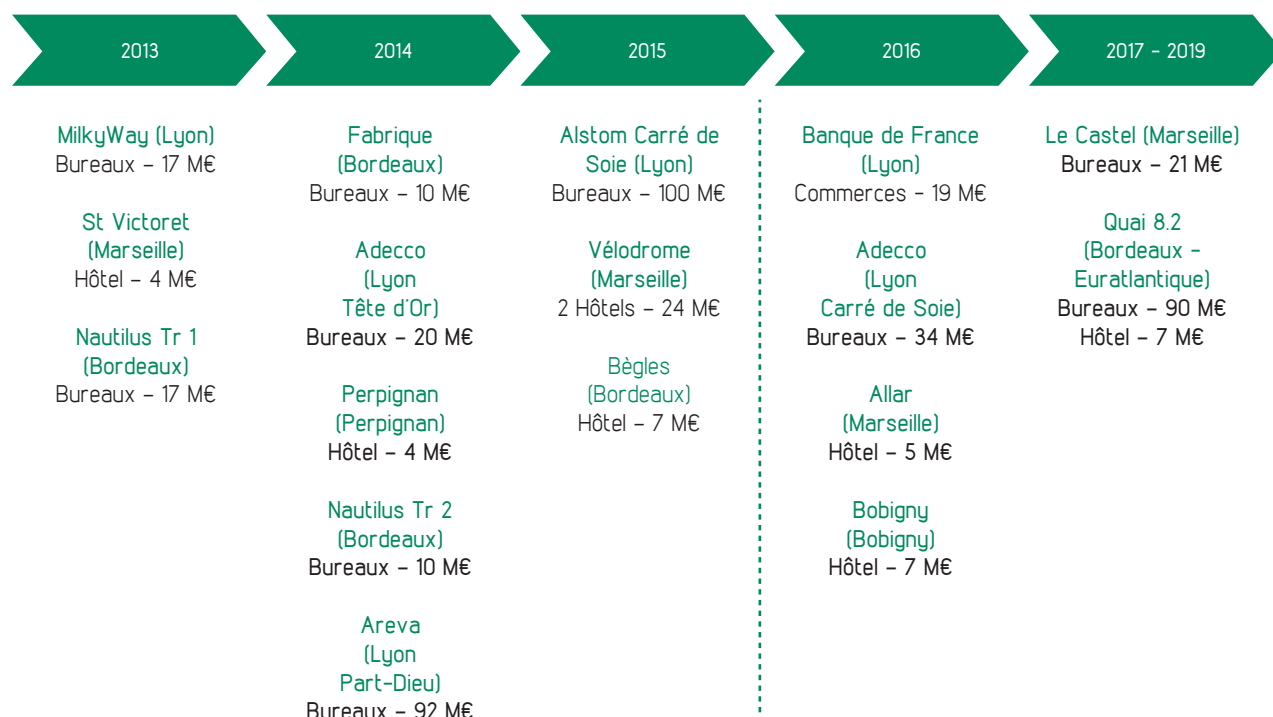 2013
2014
2015
2016
2017 - 2019
MilkyWay (Lyon)
Bureaux – 17 M€
St Victoret
(Marseille)
Hôtel – 4 M€
Nautilus Tr 1
(Bordeaux)
Bureaux – 17 M€
Fabrique
(Bordeaux)
Bureaux – 10 M€
Adecco
(Lyon
Tête d'Or)
Bureaux – 20 M€
Perpignan
(Perpignan)
Hôtel – 4 M€
Nautilus Tr 2
(Bordeaux)
Bureaux – 10 M€
Areva
(Lyon
Part-Dieu)
Bureaux – 92 M€
Alstom Carré de
Soie (Lyon)
Bureaux – 100 M€
Vélodrome
(Marseille)
2 Hôtels – 24 M€
Bègles
(Bordeaux)
Hôtel – 7 M€
Banque de France
(Lyon)
Commerces - 19 M€
Adecco
(Lyon
Carré de Soie)
Bureaux – 34 M€
Allar
(Marseille)
Hôtel – 5 M€
Bobigny
(Bobigny)
Hôtel – 7 M€
Le Castel (Marseille)
Bureaux – 21 M€
Quai 8.2
(Bordeaux –
Euratlantique)
Bureaux – 90 M€
Hôtel – 7 M€